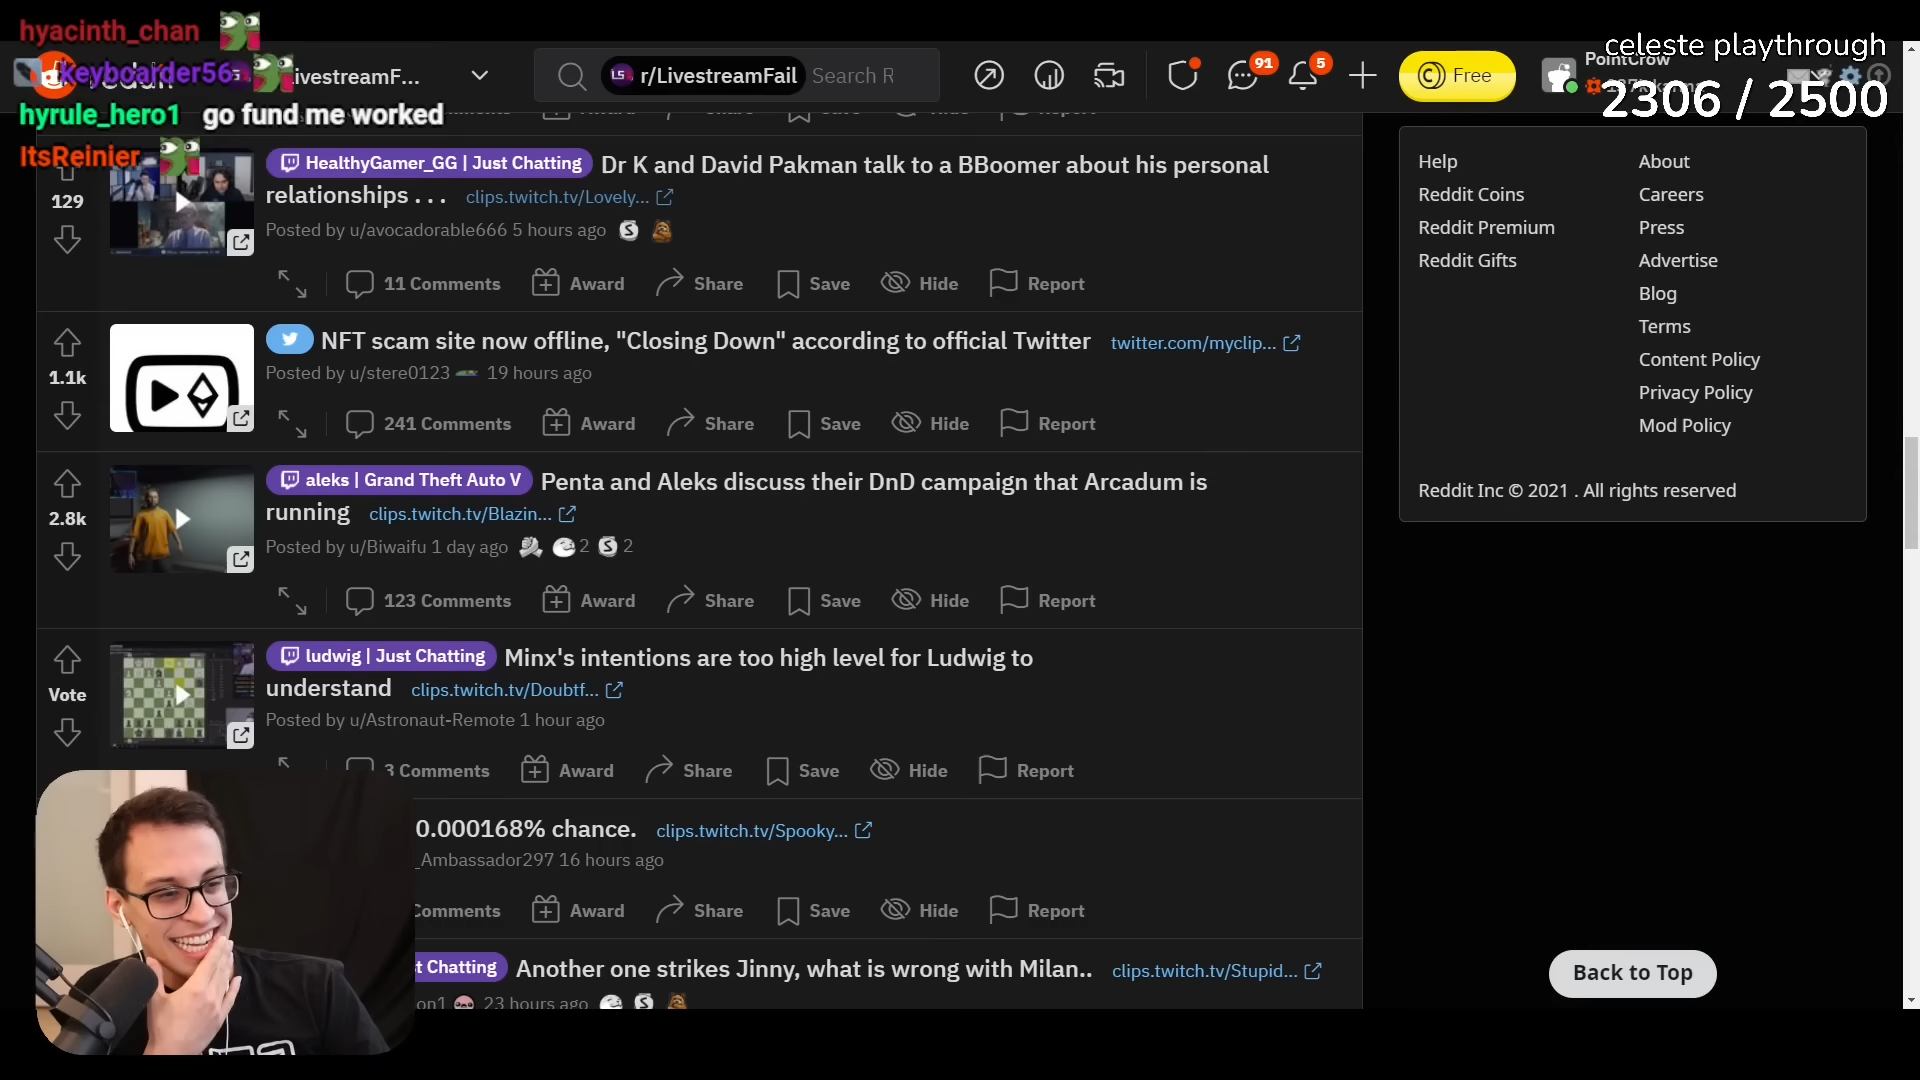 hyacinth_chan
keyboarder56
hyrule_hero1 go fund me worked
ItsReinier
ivestreamF...
r/LivestreamFail Search R
91
5
Free
PointCrow
celeste playthrough
2306 / 2500
129
HealthyGamer_GG | Just Chatting Dr K and David Pakman talk to a BBoomer about his personal
relationships . . . clips.twitch.tv/Lovely...
Posted by u/avocadorable666 5 hours ago
11 Comments Award Share Save Hide Report
1.1k
NFT scam site now offline, "Closing Down" according to official Twitter twitter.com/myclip...
Posted by u/stere0123 19 hours ago
241 Comments Award Share Save Hide Report
2.8k
aleks | Grand Theft Auto V Penta and Aleks discuss their DnD campaign that Arcadum is
running clips.twitch.tv/Blazin...
Posted by u/Biwaifu 1 day ago 2 2
123 Comments Award Share Save Hide Report
Vote
ludwig | Just Chatting Minx's intentions are too high level for Ludwig to
understand clips.twitch.tv/Doubtf...
Posted by u/Astronaut-Remote 1 hour ago
3 Comments Award Share Save Hide Report
0.000168% chance. clips.twitch.tv/Spooky...
_Ambassador297 16 hours ago
Comments Award Share Save Hide Report
t Chatting Another one strikes Jinny, what is wrong with Milan.. clips.twitch.tv/Stupid...
on1 23 hours ago
Help About
Reddit Coins Careers
Reddit Premium Press
Reddit Gifts Advertise
Blog
Terms
Content Policy
Privacy Policy
Mod Policy
Reddit Inc © 2021 . All rights reserved
Back to Top